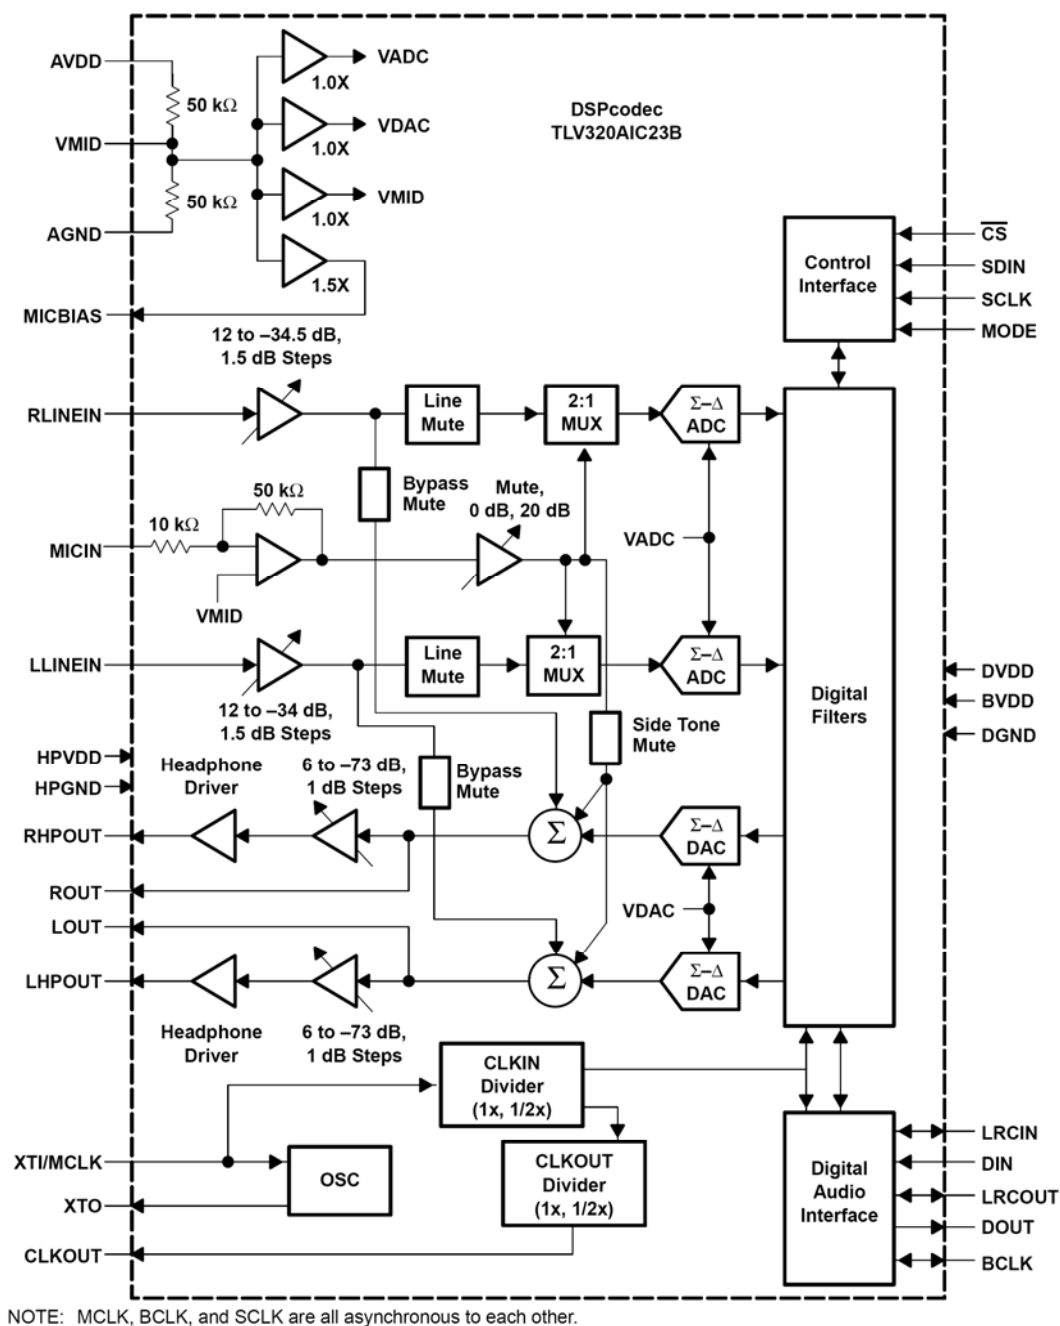 AVDD
50 kΩ
VMID
50 kΩ
AGND
MICBIAS
1.0X
VADC
1.0X
VDAC
1.0X
VMID
1.5X
DSPcodec
TLV320AIC23B
Control
Interface
CS
SDIN
SCLK
MODE
12 to –34.5 dB,
1.5 dB Steps
RLINEIN
Line
Mute
2:1
MUX
Σ–Δ
ADC
Bypass
Mute
Mute,
0 dB, 20 dB
50 kΩ
10 kΩ
MICIN
VMID
VADC
LLINEIN
Line
Mute
2:1
MUX
Σ–Δ
ADC
12 to –34 dB,
1.5 dB Steps
Digital
Filters
DVDD
BVDD
DGND
Side Tone
Mute
HPVDD
HPGND
Headphone
Driver
6 to –73 dB,
1 dB Steps
Bypass
Mute
RHPOUT
Σ
Σ–Δ
DAC
ROUT
LOUT
VDAC
LHPOUT
Σ
Σ–Δ
DAC
Headphone
Driver
6 to –73 dB,
1 dB Steps
CLKIN
Divider
(1x, 1/2x)
XTI/MCLK
OSC
XTO
CLKOUT
Divider
(1x, 1/2x)
CLKOUT
Digital
Audio
Interface
LRCIN
DIN
LRCOUT
DOUT
BCLK
NOTE: MCLK, BCLK, and SCLK are all asynchronous to each other.